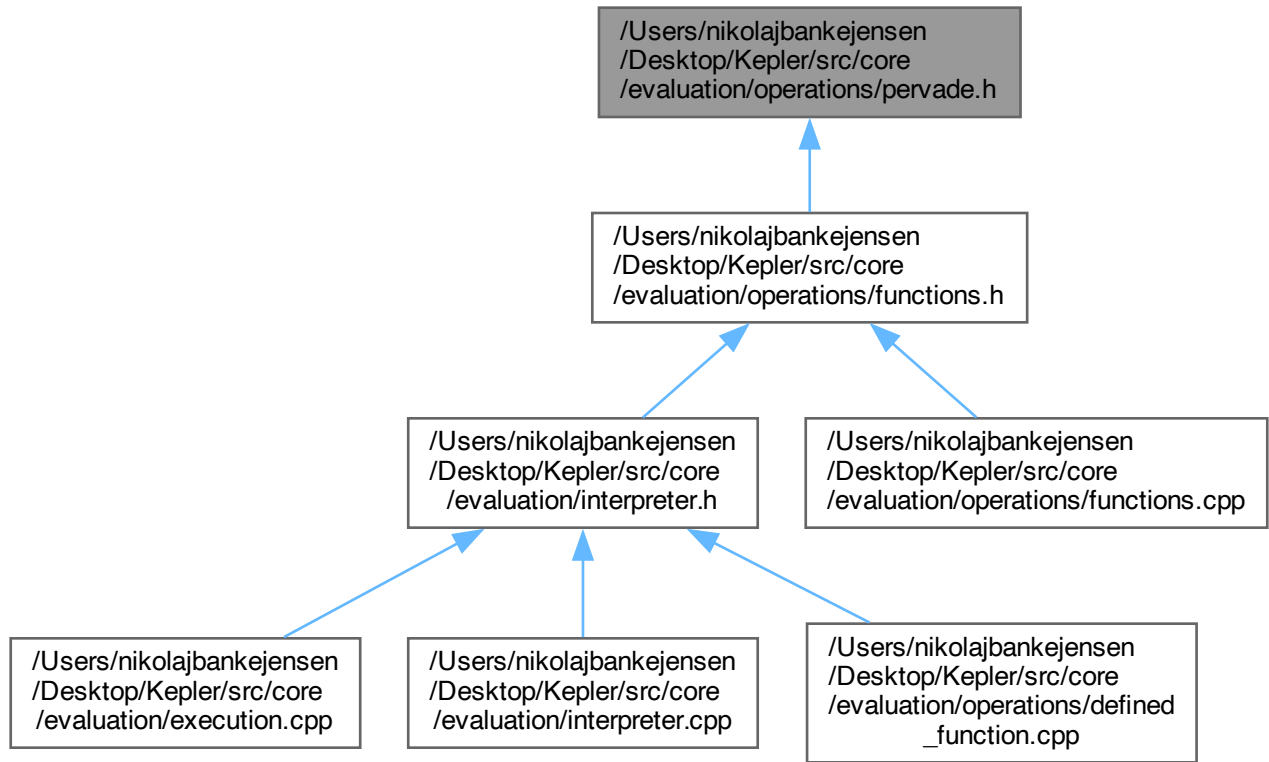 /Users/nikolajbankejensen
/Desktop/Kepler/src/core
/evaluation/operations/pervade.h
/Users/nikolajbankejensen
/Desktop/Kepler/src/core
/evaluation/operations/functions.h
/Users/nikolajbankejensen
/Desktop/Kepler/src/core
/evaluation/interpreter.h
/Users/nikolajbankejensen
/Desktop/Kepler/src/core
/evaluation/operations/functions.cpp
/Users/nikolajbankejensen
/Desktop/Kepler/src/core
/evaluation/execution.cpp
/Users/nikolajbankejensen
/Desktop/Kepler/src/core
/evaluation/interpreter.cpp
/Users/nikolajbankejensen
/Desktop/Kepler/src/core
/evaluation/operations/defined
_function.cpp